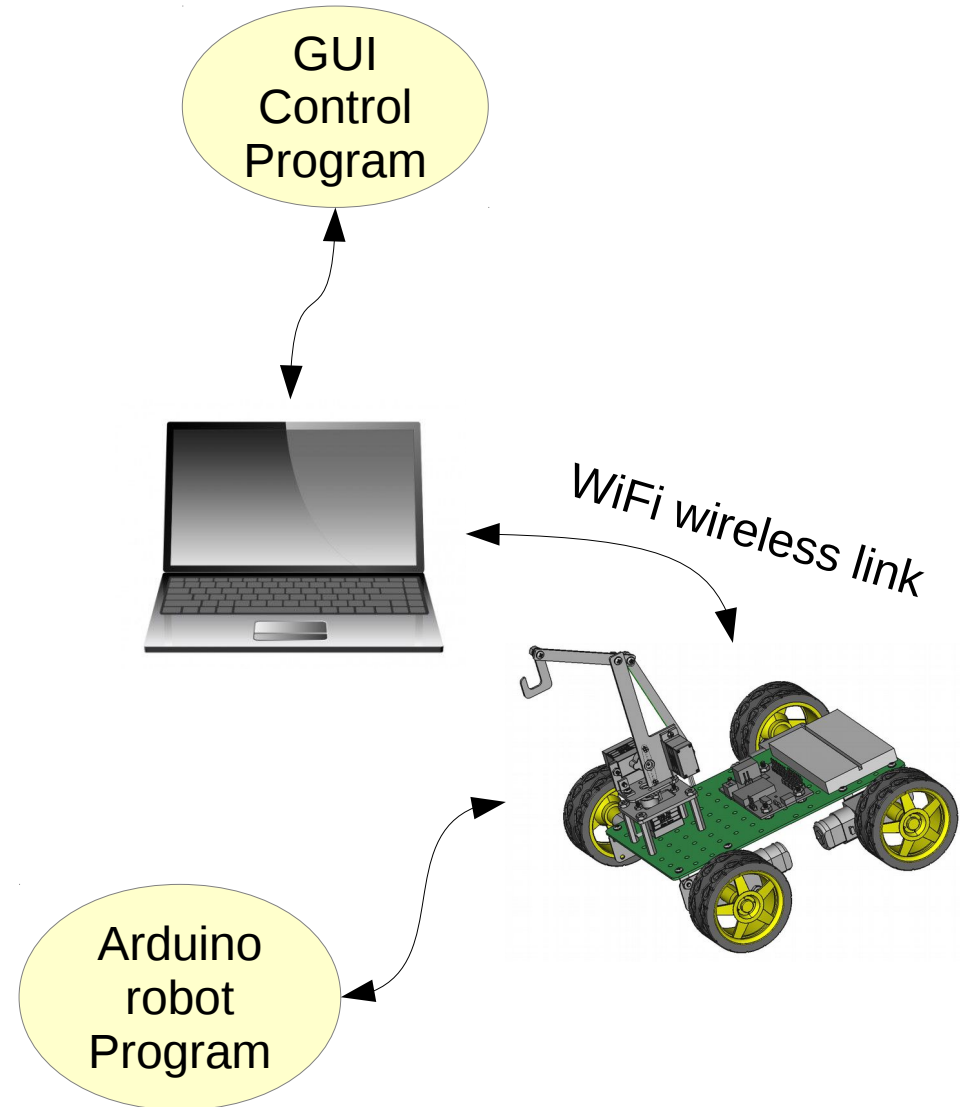 GUI
Control
Program
WiFi wireless link
Arduino
robot
Program